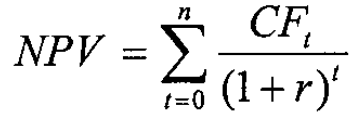 NPV = \sum_{t=0}^{n} \frac{CF_t}{(1+r)^t}